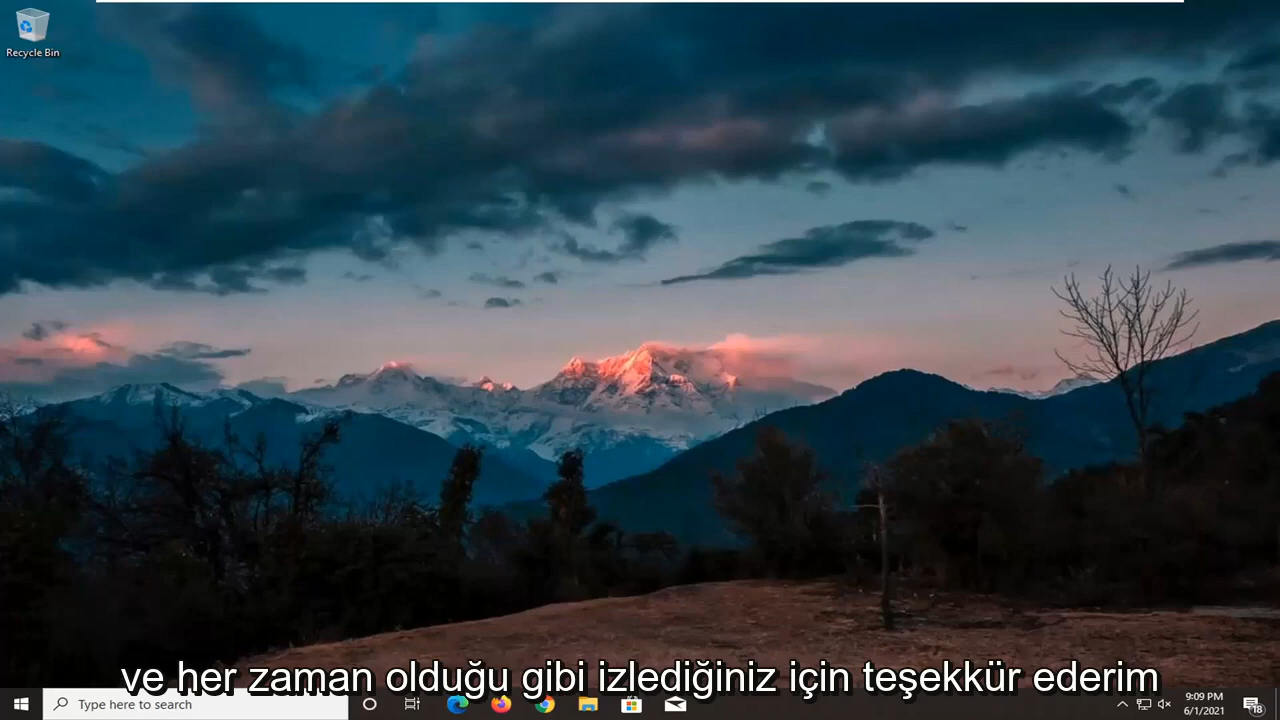 Recycle Bin
ve her zaman olduğu gibi izlediğiniz için teşekkür ederim
Type here to search
9:09 PM
6/1/2021
18